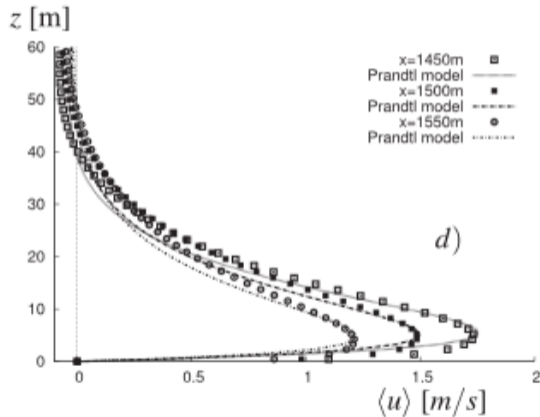 z [m]
60
50
40
30
20
10
0
x=1450m
Prandtl model
x=1500m
Prandtl model
x=1550m
Prandtl model
d)
0 0.5 1 1.5 2
⟨u⟩ [m/s]